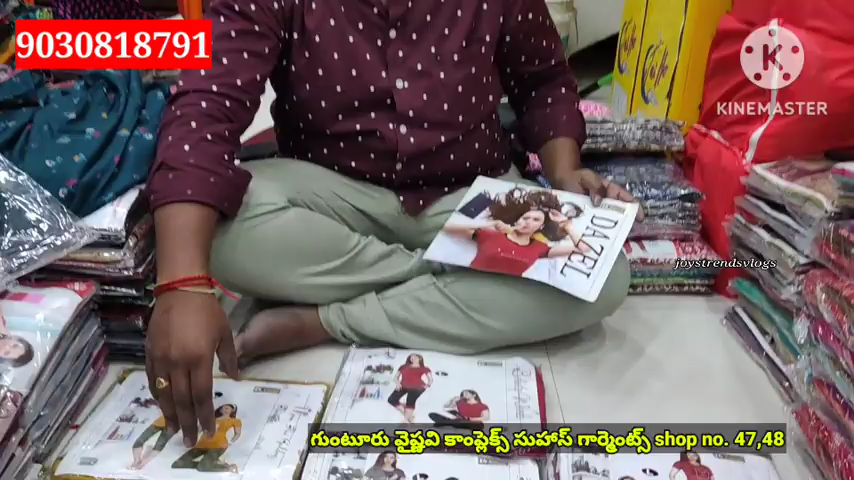 9030818791
K
KINEMASTER
DAZEL
joystrendsvlogs
గుంటూరు వైష్ణవి కాంప్లెక్స్ సుహాస్ గార్మెంట్స్ shop no. 47,48